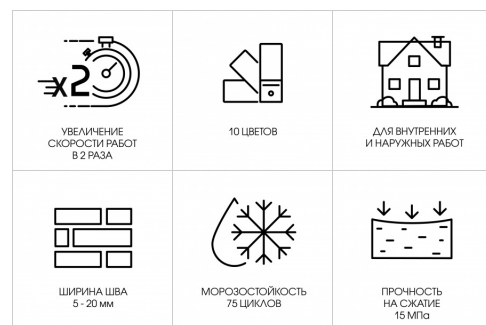 x2
УВЕЛИЧЕНИЕ
СКОРОСТИ РАБОТ
В 2 РАЗА
10 ЦВЕТОВ
ДЛЯ ВНУТРЕННИХ
И НАРУЖНЫХ РАБОТ
ШИРИНА ШВА
5 - 20 мм
МОРОЗОСТОЙКОСТЬ
75 ЦИКЛОВ
ПРОЧНОСТЬ
НА СЖАТИЕ
15 МПа